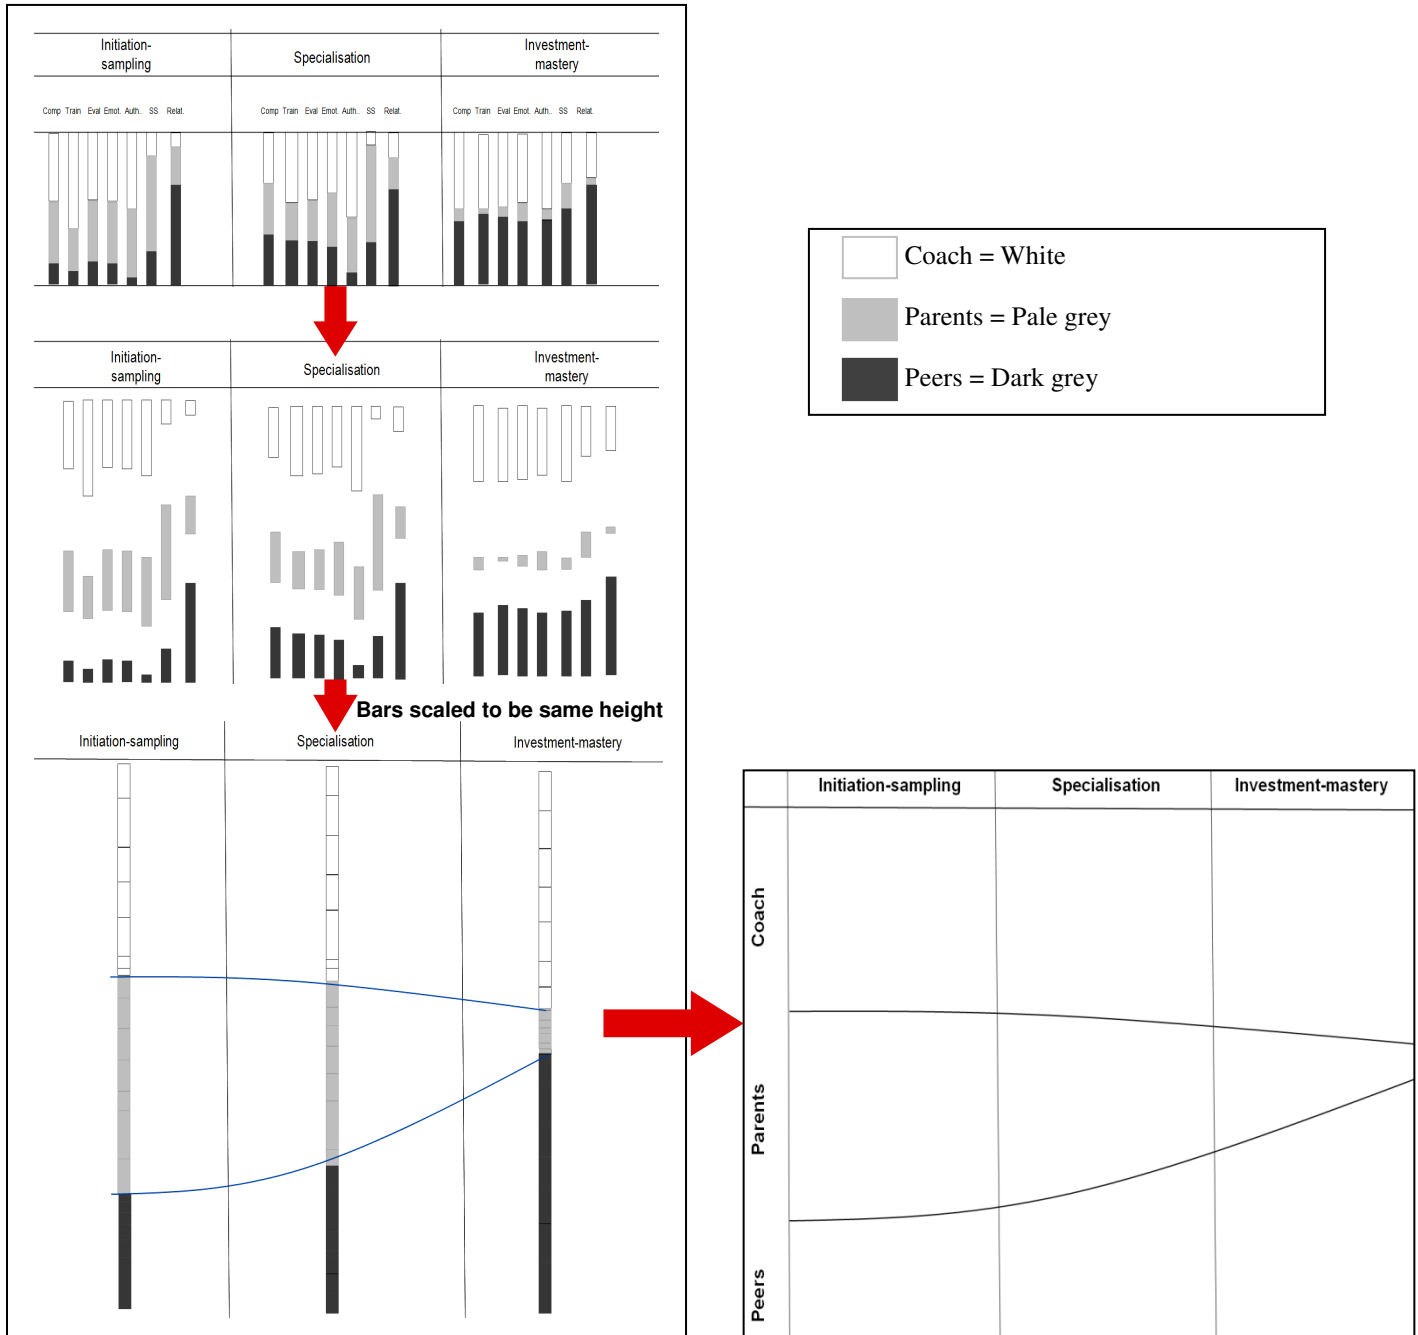 Initiation-
sampling
Specialisation
Investment-
mastery
Comp Train Eval Emot. Auth.. SS Relat.
Comp Train Eval Emot. Auth.. SS Relat.
Comp Train Eval Emot. Auth.. SS Relat.
Initiation-
sampling
Specialisation
Investment-
mastery
Bars scaled to be same height
Initiation-sampling
Specialisation
Investment-mastery
Coach = White
Parents = Pale grey
Peers = Dark grey
Initiation-sampling
Specialisation
Investment-mastery
Coach
Parents
Peers